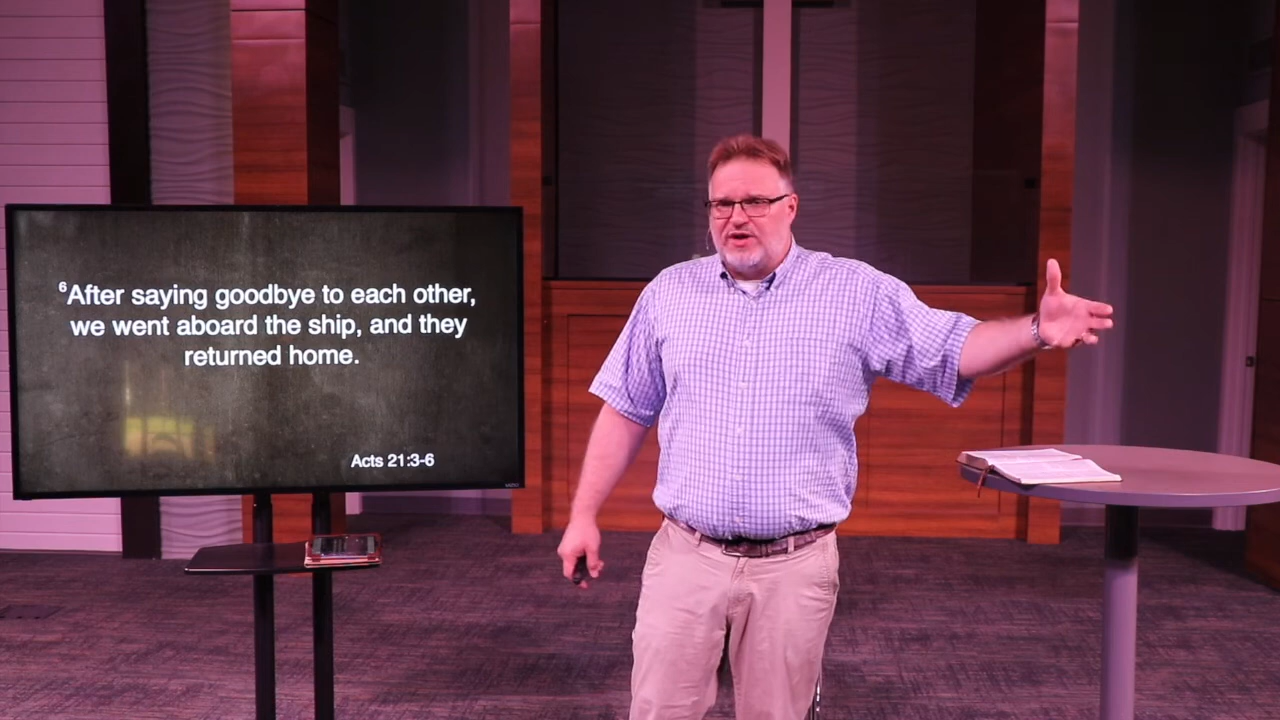 ⁶After saying goodbye to each other,
we went aboard the ship, and they
returned home.
Acts 21:3-6
VIZIO